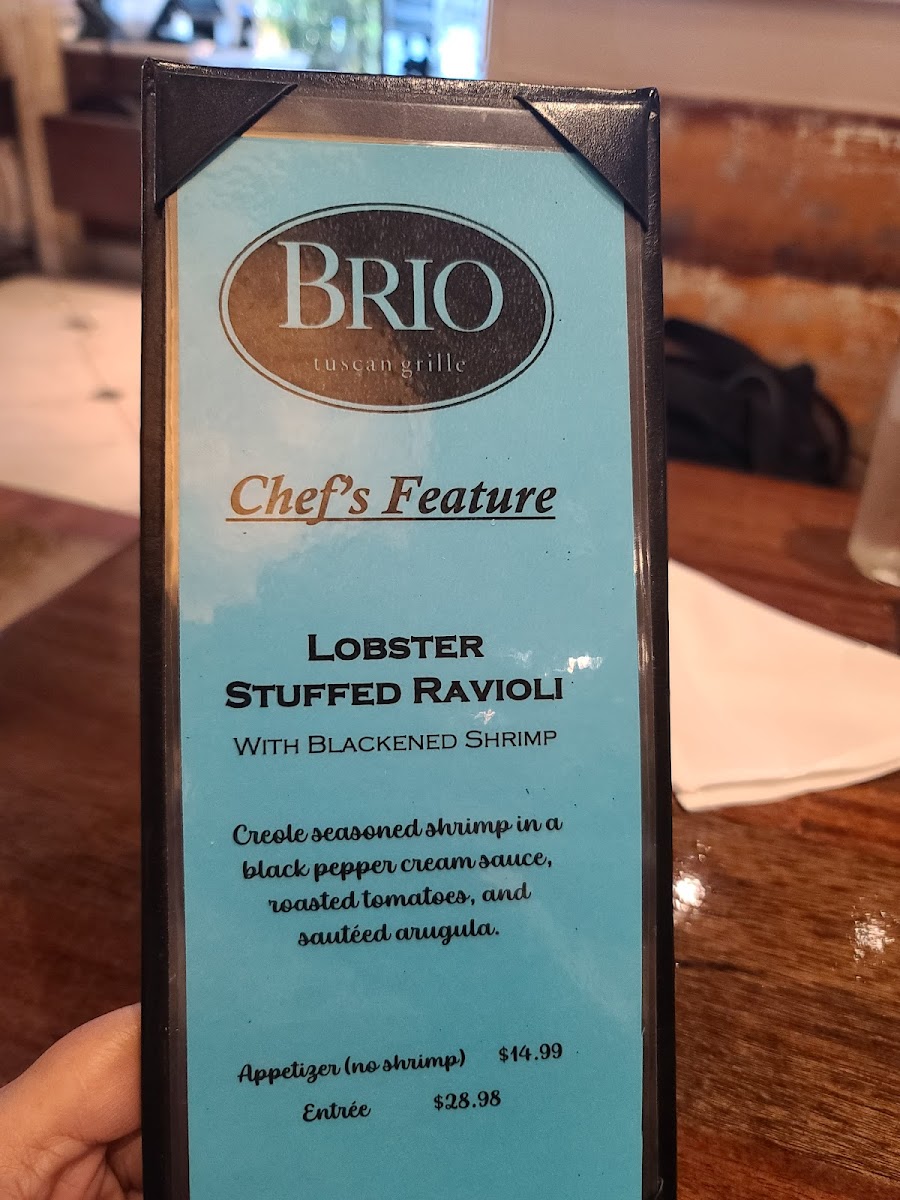 BRIO
tuscan grille
Chef's Feature
LOBSTER
STUFFED RAVIOLI
WITH BLACKENED SHRIMP
Creole seasoned shrimp in a
black pepper cream sauce,
roasted tomatoes, and
sautéed arugula.
Appetizer (no shrimp) $14.99
Entrée $28.98